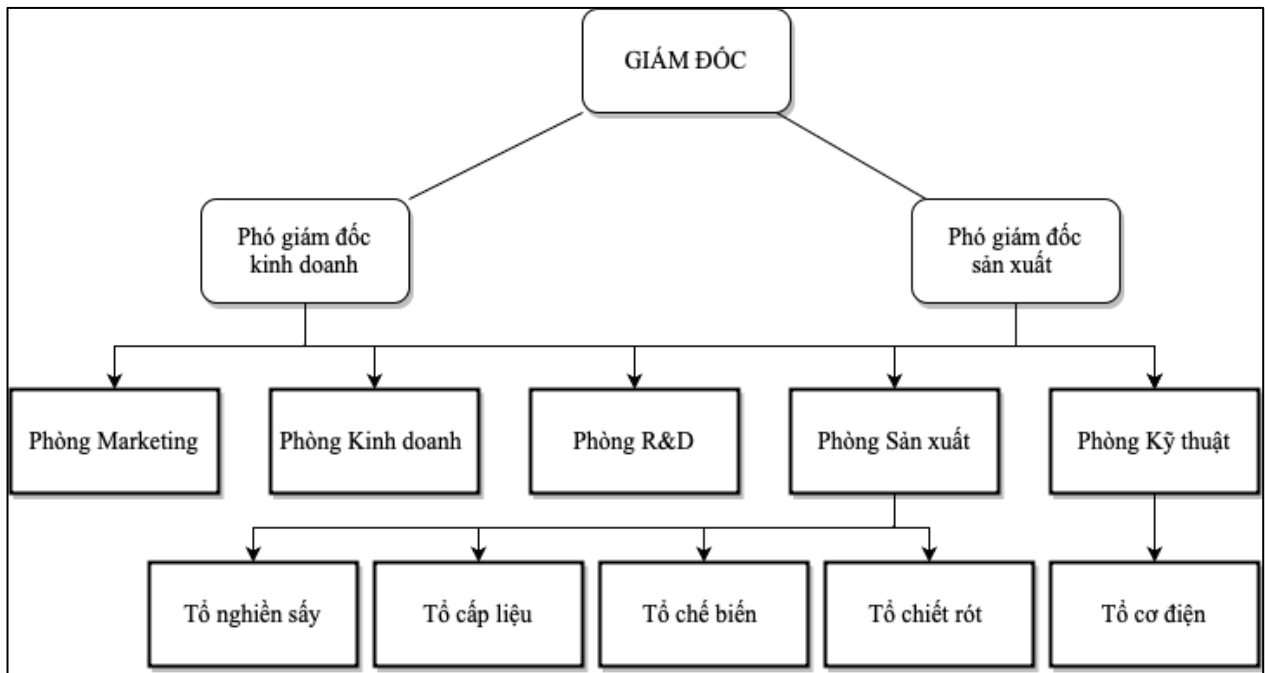 GIÁM ĐỐC
Phó giám đốc
kinh doanh
Phó giám đốc
sản xuất
Phòng Marketing
Phòng Kinh doanh
Phòng R&D
Phòng Sản xuất
Phòng Kỹ thuật
Tổ nghiền sấy
Tổ cấp liệu
Tổ chế biến
Tổ chiết rót
Tổ cơ điện